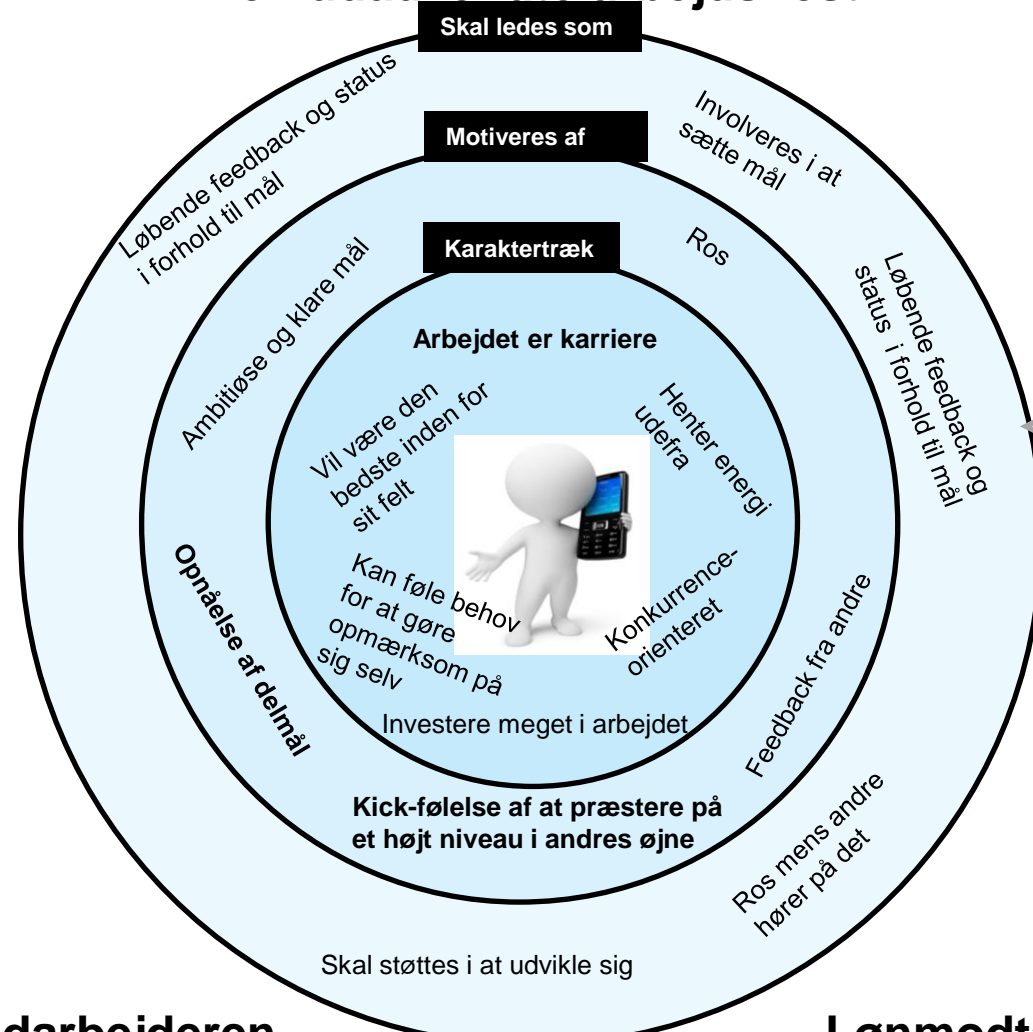 Skal ledes som
Løbende feedback og status
i forhold til mål
Involveres i at
sætte mål
Motiveres af
Ros
Løbende feedback og
status i forhold til mål
Ambitiøse og klare mål
Karaktertræk
Arbejdet er karriere
Vil være den
bedste inden for
sit felt
Henter energi
udefra
Kan føle behov
for at gøre
opmærksom på
sig selv
Konkurrence-
orienteret
Investere meget i arbejdet
Opnåelse af delmål
Feedback fra andre
Kick-følelse af at præstere på
et højt niveau i andres øjne
Ros mens andre
hører på det
Skal støttes i at udvikle sig